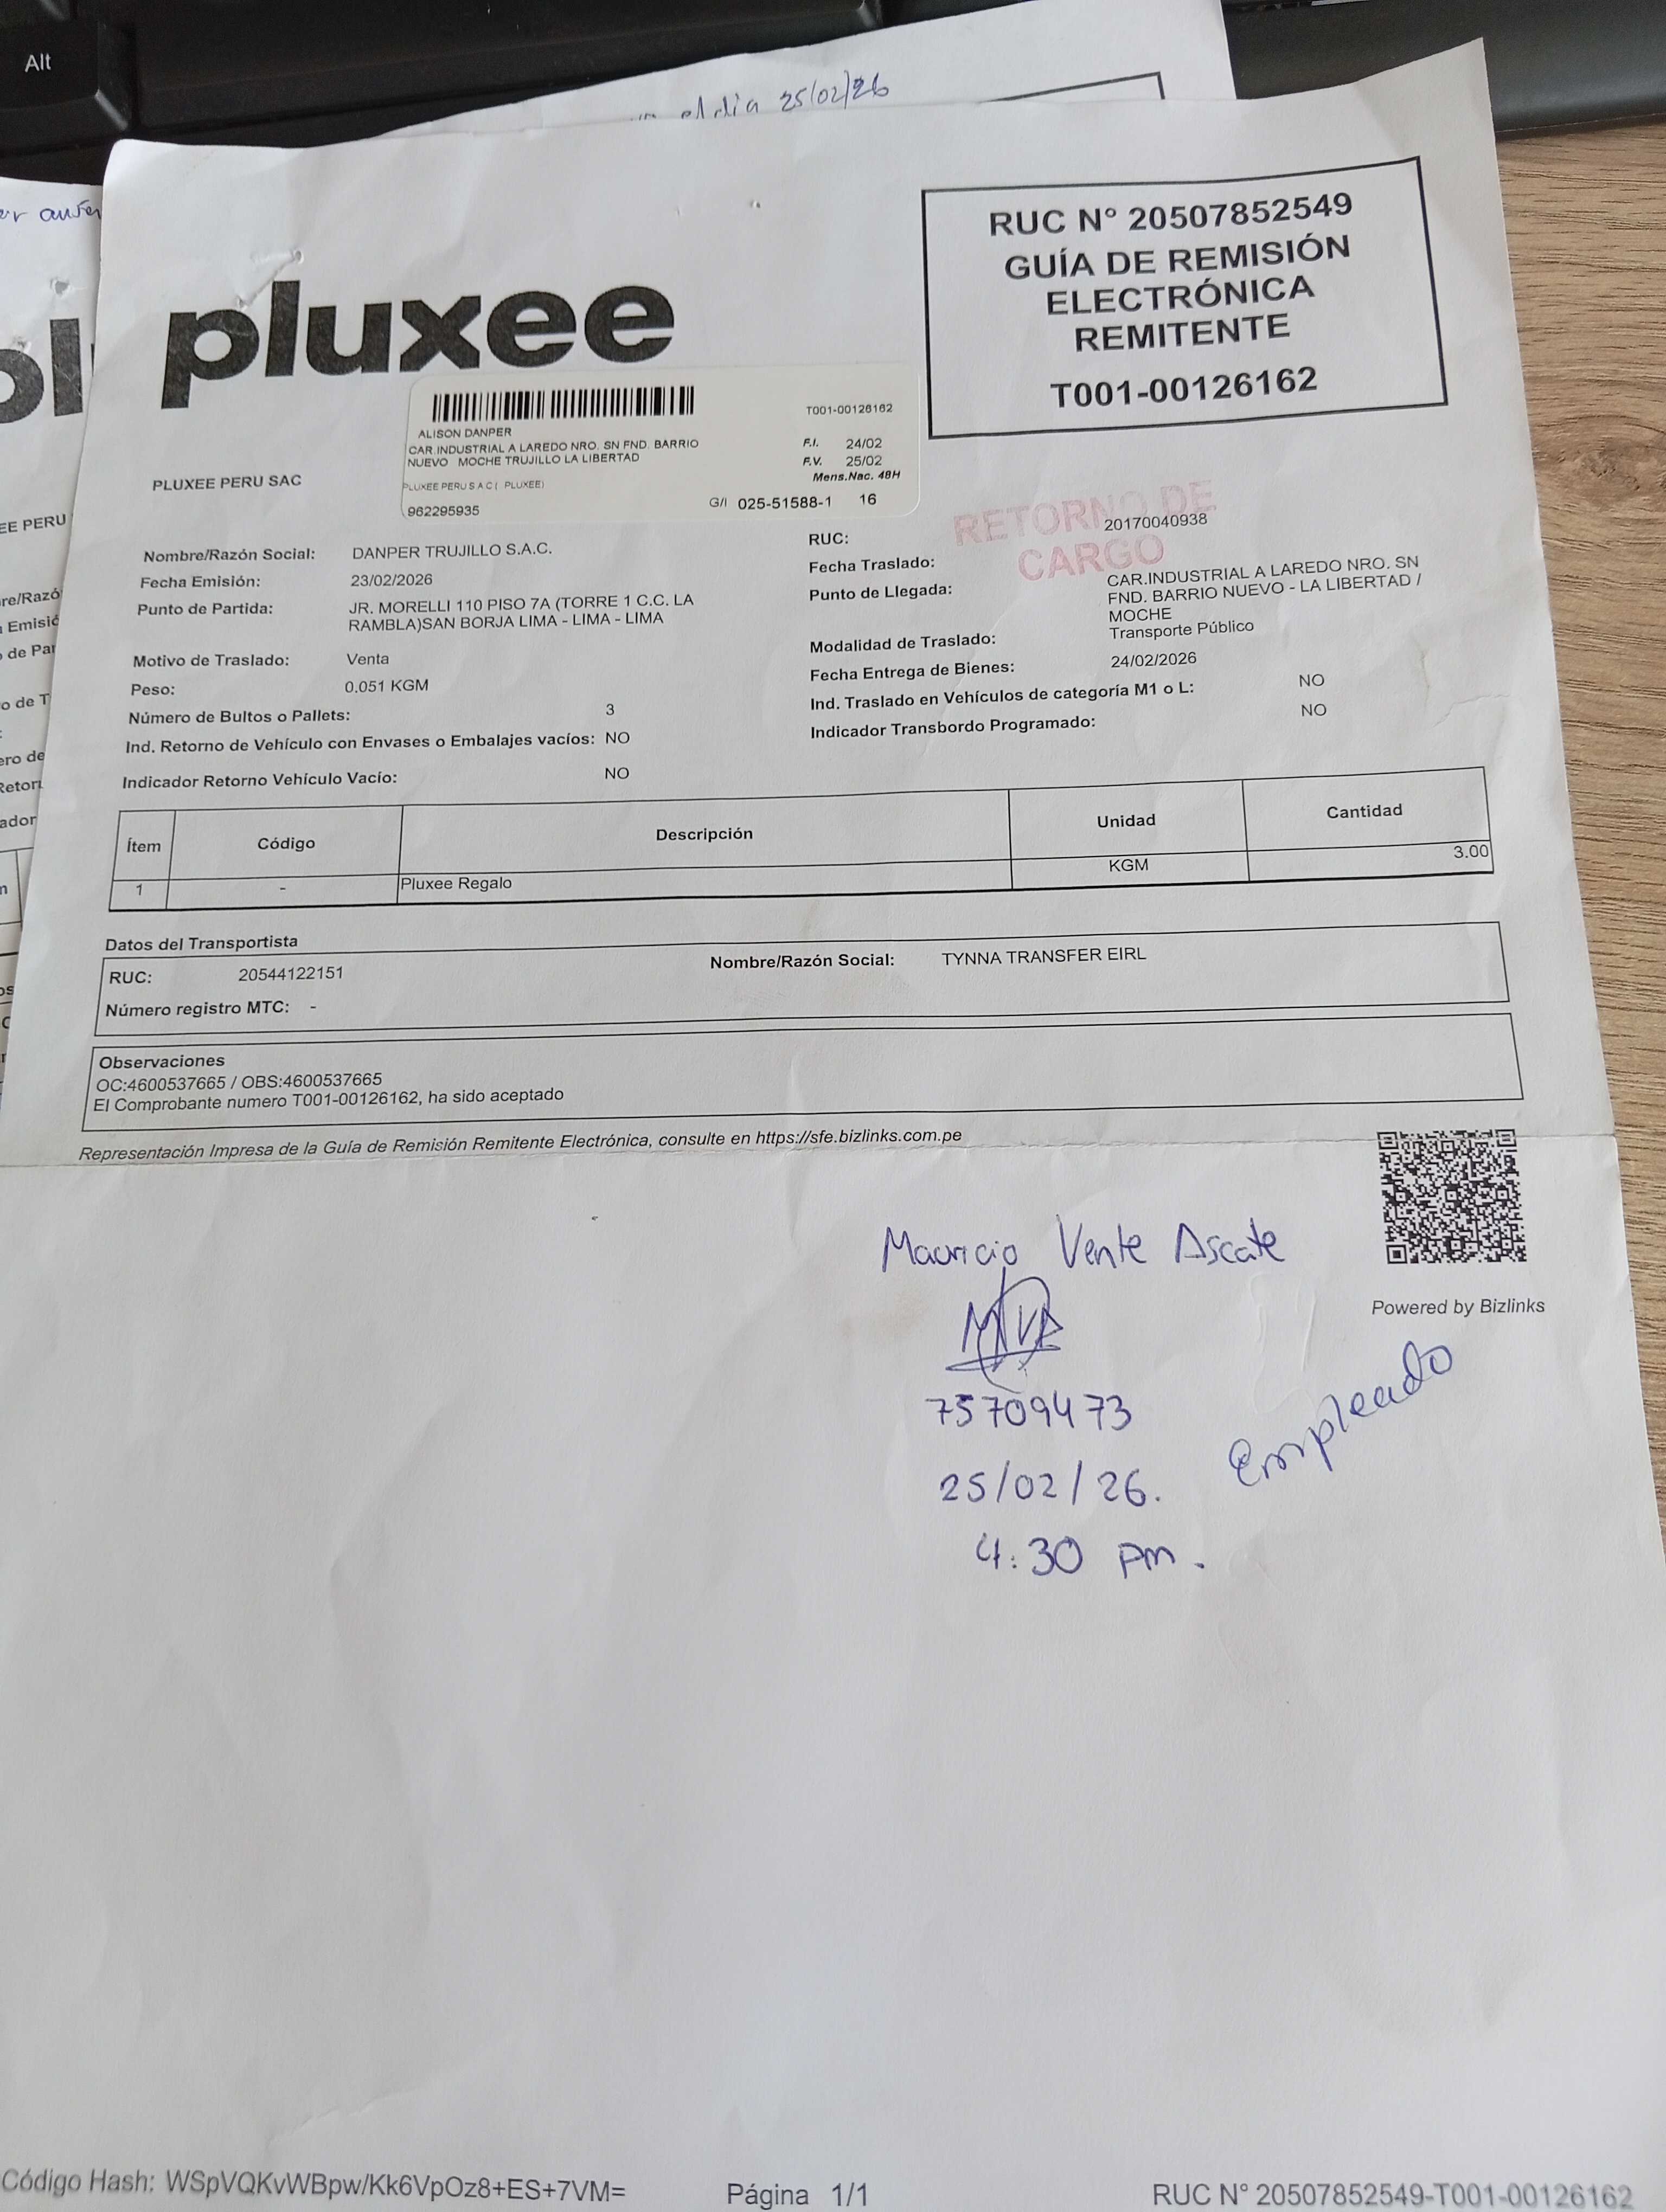 Alt
el dia 25/02/26
RUC N° 20507852549
GUÍA DE REMISIÓN
ELECTRÓNICA
REMITENTE
T001-00126162
pluxee
T001-00126162
ALISON DANPER
CAR.INDUSTRIAL A LAREDO NRO. SN FND. BARRIO
NUEVO MOCHE TRUJILLO LA LIBERTAD
F.I. 24/02
F.V. 25/02
Mens.Nac. 48H
PLUXEE PERU S A C ( PLUXEE)
G/I 025-51588-1 16
962295935
PLUXEE PERU SAC
RETORNO DE
CARGO
Nombre/Razón Social: DANPER TRUJILLO S.A.C.
Fecha Emisión: 23/02/2026
Punto de Partida: JR. MORELLI 110 PISO 7A (TORRE 1 C.C. LA
RAMBLA)SAN BORJA LIMA - LIMA - LIMA
Motivo de Traslado: Venta
Peso: 0.051 KGM
Número de Bultos o Pallets: 3
Ind. Retorno de Vehículo con Envases o Embalajes vacíos: NO
Indicador Retorno Vehículo Vacío: NO
RUC: 20170040938
Fecha Traslado:
Punto de Llegada: CAR.INDUSTRIAL A LAREDO NRO. SN
FND. BARRIO NUEVO - LA LIBERTAD /
MOCHE
Modalidad de Traslado: Transporte Público
Fecha Entrega de Bienes: 24/02/2026
Ind. Traslado en Vehículos de categoría M1 o L: NO
Indicador Transbordo Programado: NO
Ítem Código Descripción Unidad Cantidad
1 - Pluxee Regalo KGM 3.00
Datos del Transportista
RUC: 20544122151 Nombre/Razón Social: TYNNA TRANSFER EIRL
Número registro MTC: -
Observaciones
OC:4600537665 / OBS:4600537665
El Comprobante numero T001-00126162, ha sido aceptado
Representación Impresa de la Guía de Remisión Remitente Electrónica, consulte en https://sfe.bizlinks.com.pe
Mauricio Vente Ascate
Powered by Bizlinks
MVA
75709473
Empleado
25/02/26.
4:30 pm.
Código Hash: WSpVQKvWBpw/Kk6VpOz8+ES+7VM=
Página 1/1
RUC N° 20507852549-T001-00126162